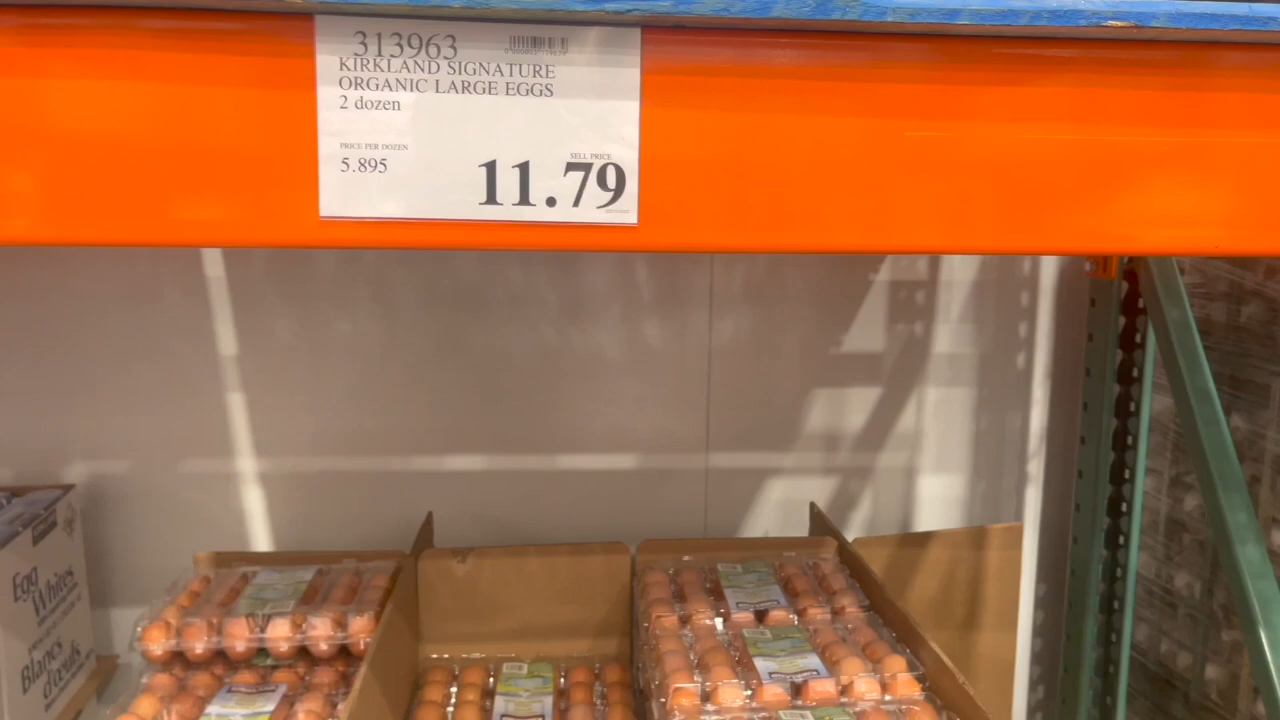 313963
KIRKLAND SIGNATURE
ORGANIC LARGE EGGS
2 dozen
PRICE PER DOZEN
5.895
SELL PRICE
11.79
Egg
Whites
Blancs
d'œufs